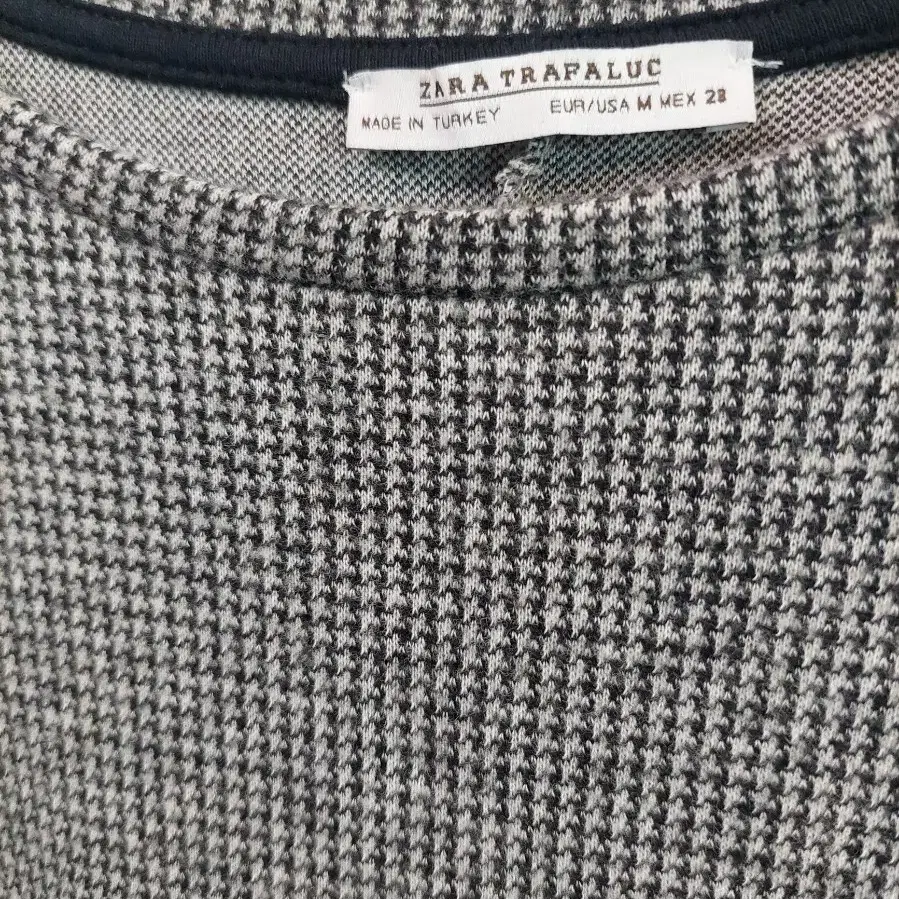 ZARA TRAFALUC
MADE IN TURKEY EUR/USA M MEX 28